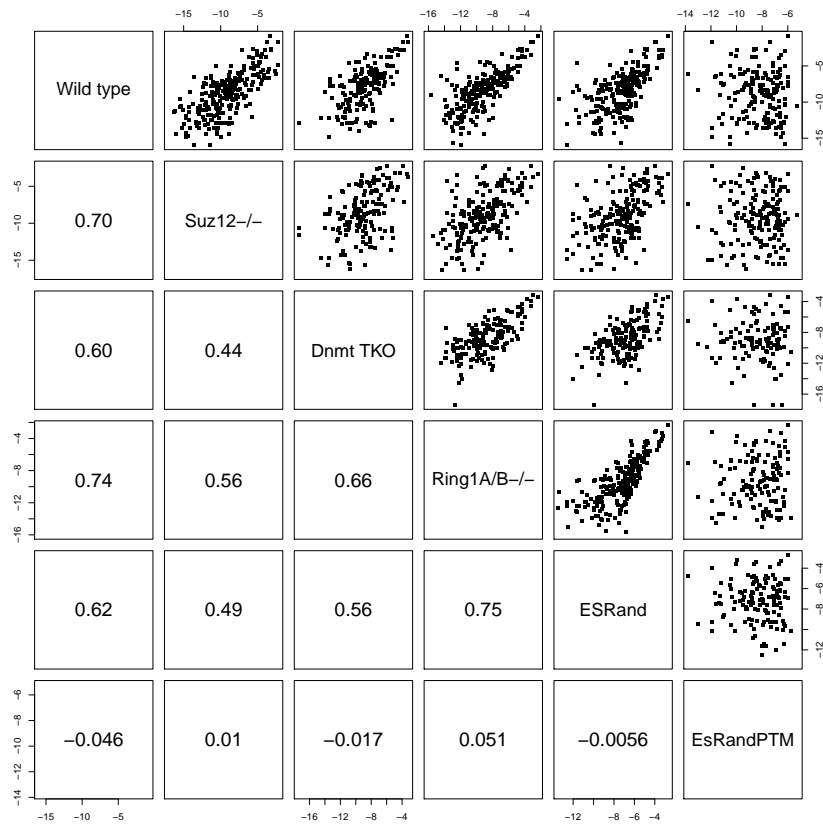 −15 −5 −16 −12 −8 −4 −14 −12 −10 −8 −6
Wild type
−15 −10 −5
−15 −10 −5
0.70
Suz12−/−
0.60
0.44
Dnmt TKO
−16 −12 −8 −4
−16 −12 −8 −4
0.74
0.56
0.66
Ring1A/B−/−
0.62
0.49
0.56
0.75
ESRand
−12 −8 −6 −4
−14 −12 −10 −8 −6
−0.046
0.01
−0.017
0.051
−0.0056
EsRandPTM
−15 −10 −5 −16 −12 −8 −4 −12 −8 −6 −4